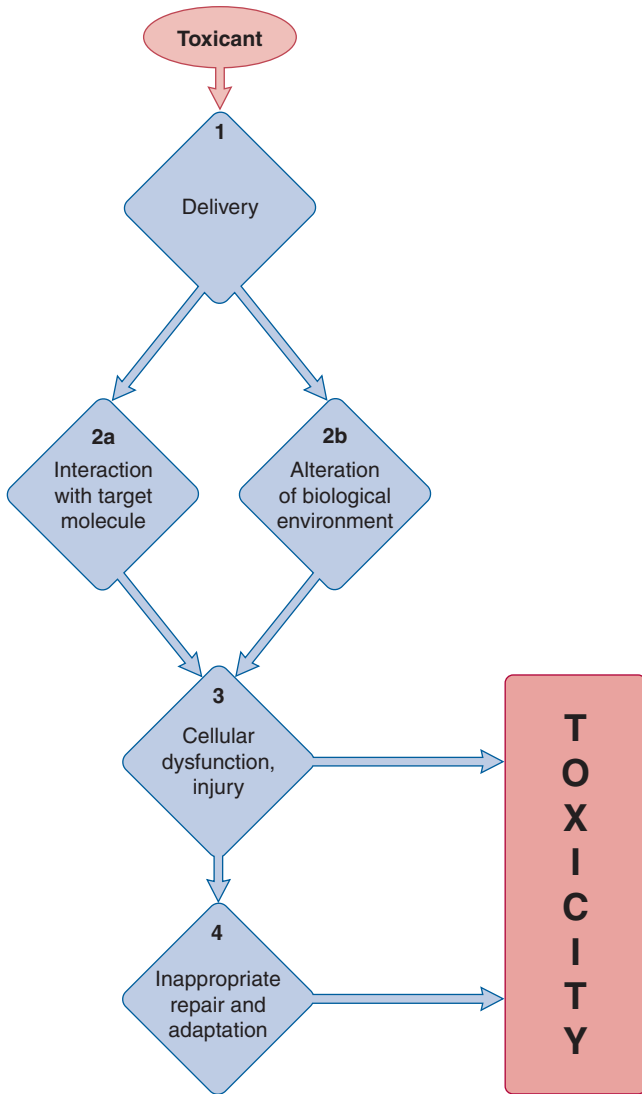 Toxicant
1
Delivery
2a
Interaction
with target
molecule
2b
Alteration
of biological
environment
3
Cellular
dysfunction,
injury
4
Inappropriate
repair and
adaptation
T
O
X
I
C
I
T
Y